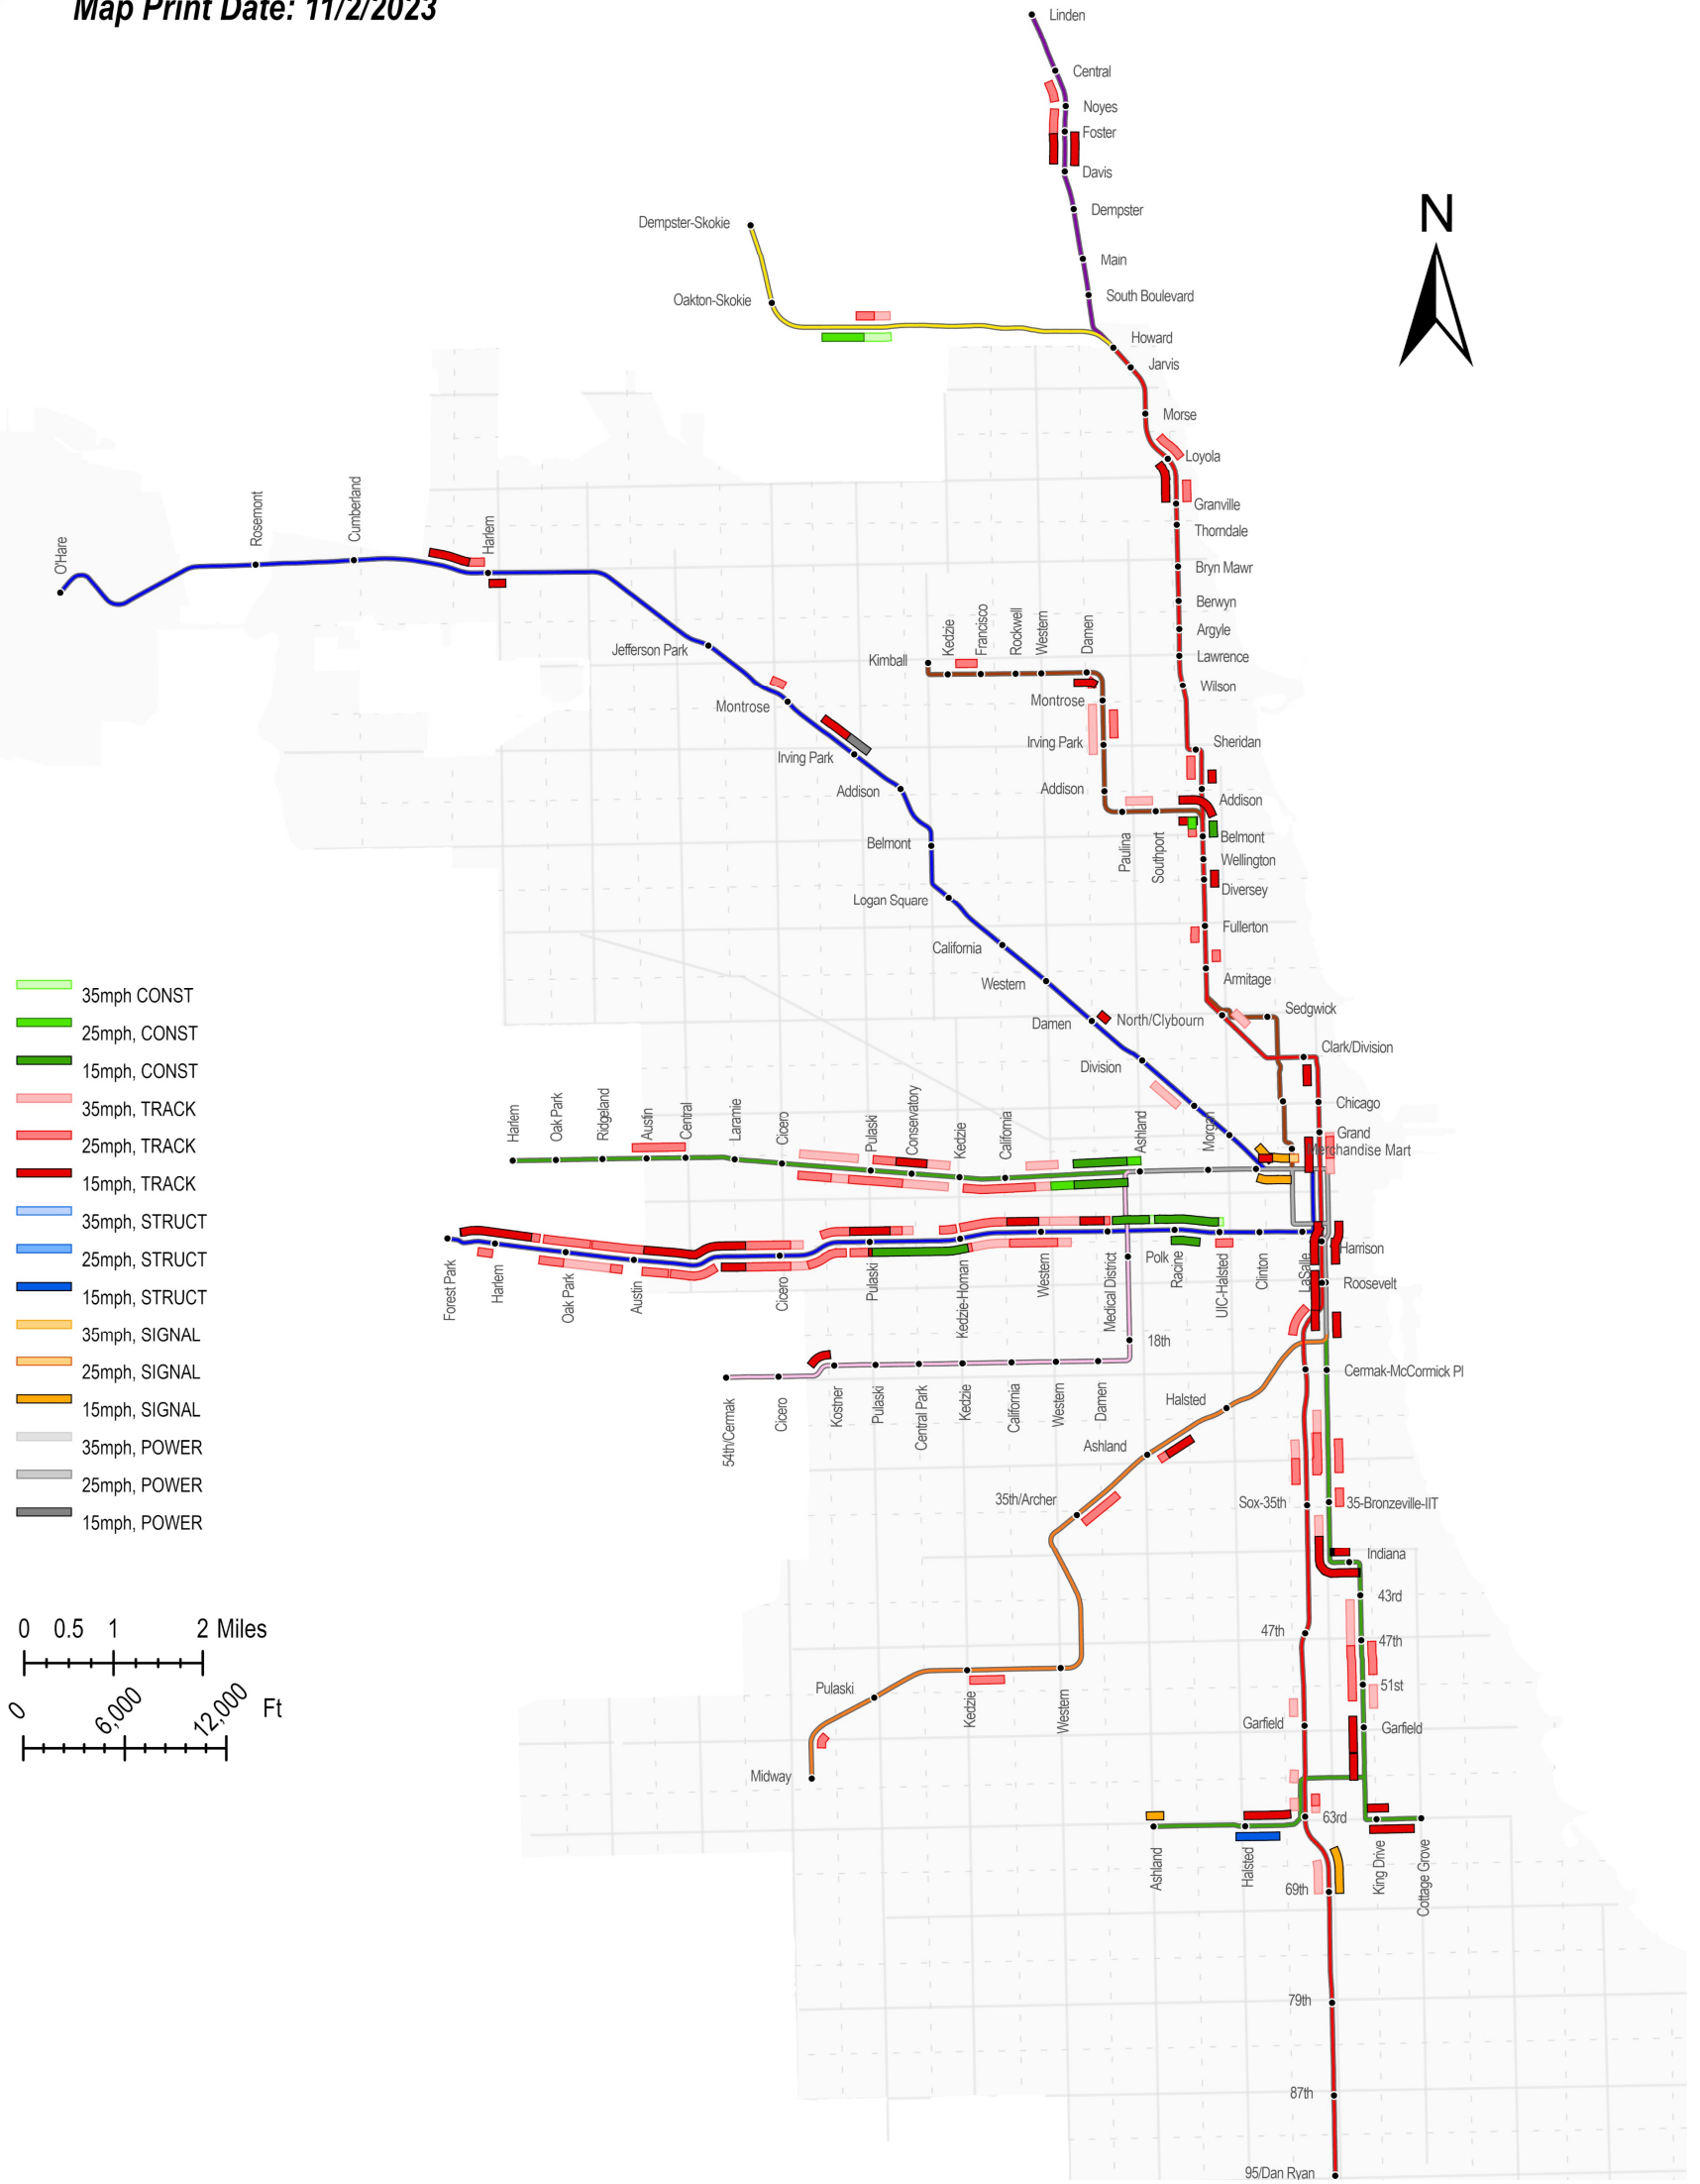 Map Print Date: 11/2/2023
Linden
Central
Noyes
Foster
Davis
Dempster
Main
South Boulevard
Howard
Jarvis
Morse
Loyola
Granville
Thorndale
Bryn Mawr
Berwyn
Argyle
Lawrence
Wilson
Sheridan
Addison
Belmont
Wellington
Diversey
Fullerton
Armitage
Sedgwick
North/Clybourn
Clark/Division
Chicago
Grand
Merchandise Mart
N
Dempster-Skokie
Oakton-Skokie
O'Hare
Rosemont
Cumberland
Harlem
Jefferson Park
Montrose
Irving Park
Addison
Belmont
Logan Square
California
Western
Damen
Division
Kimball
Kedzie
Francisco
Rockwell
Western
Damen
Montrose
Irving Park
Addison
Paulina
Southport
35mph CONST
25mph, CONST
15mph, CONST
35mph, TRACK
25mph, TRACK
15mph, TRACK
35mph, STRUCT
25mph, STRUCT
15mph, STRUCT
35mph, SIGNAL
25mph, SIGNAL
15mph, SIGNAL
35mph, POWER
25mph, POWER
15mph, POWER
Harlem
Oak Park
Ridgeland
Austin
Central
Laramie
Cicero
Pulaski
Conservatory
Kedzie
California
Ashland
Morgan
Forest Park
Harlem
Oak Park
Austin
Cicero
Pulaski
Kedzie-Homan
Western
Medical District
Polk
Racine
UIC-Halsted
Clinton
LaSalle
Harrison
Roosevelt
18th
54th/Cermak
Cicero
Kostner
Pulaski
Central Park
Kedzie
California
Western
Damen
Cermak-McCormick Pl
Halsted
Ashland
35th/Archer
Sox-35th
35-Bronzeville-IIT
Indiana
43rd
47th
47th
51st
Garfield
Garfield
Pulaski
Kedzie
Western
Midway
63rd
Ashland
Halsted
King Drive
Cottage Grove
69th
79th
87th
95/Dan Ryan
0 0.5 1 2 Miles
0 6,000 12,000 Ft